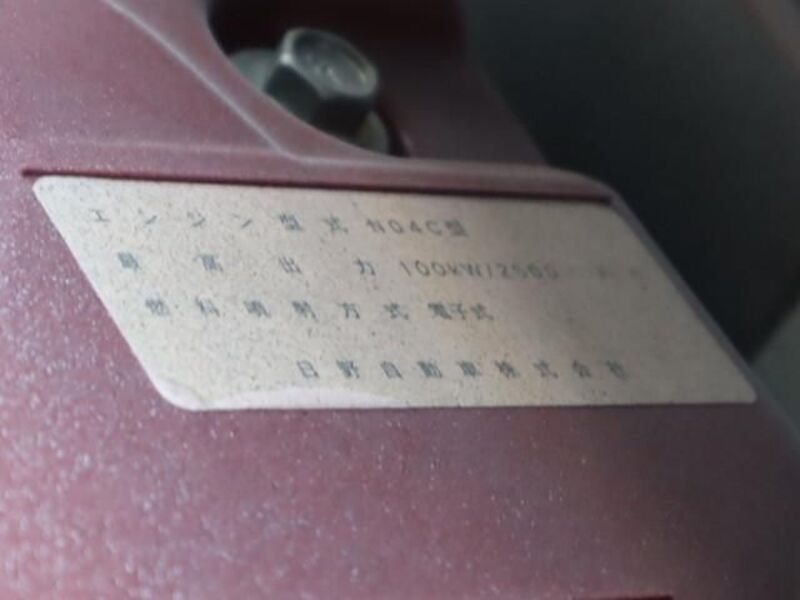 エンジン型式 N04C型
最高出力 100kW/2500
燃料噴射方式 電子式
日野自動車株式会社